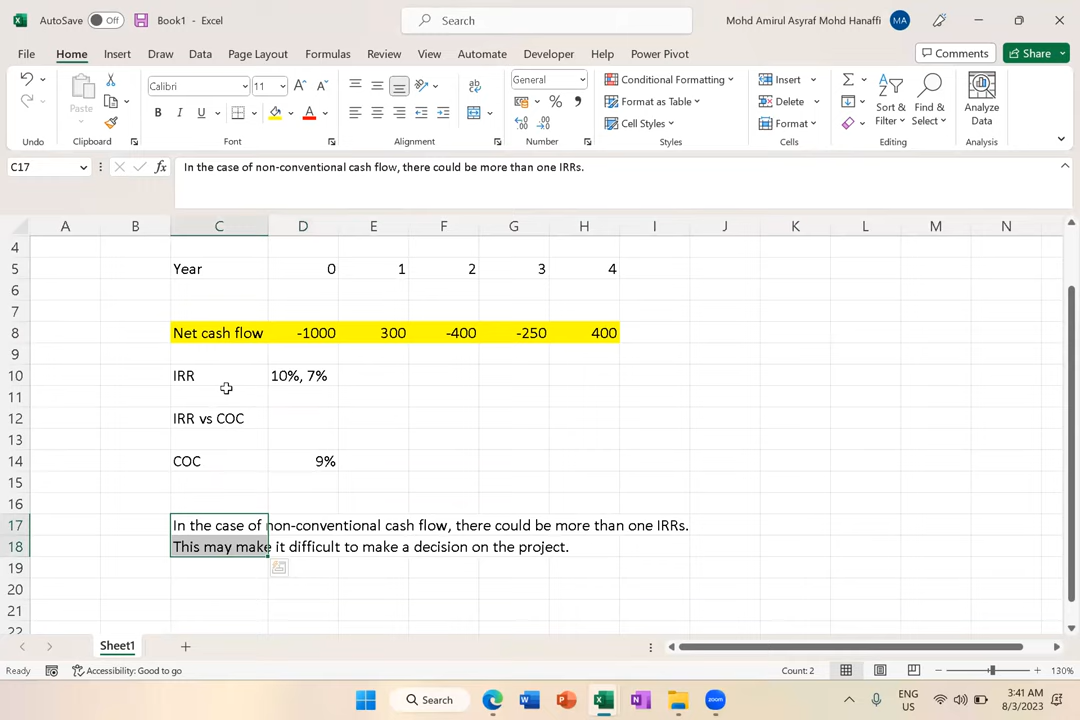 AutoSave Off Book1 - Excel Search Mohd Amirul Asyraf Mohd Hanaffi MA
File Home Insert Draw Data Page Layout Formulas Review View Automate Developer Help Power Pivot Comments Share
Calibri 11 General Conditional Formatting Insert
Paste Format as Table Delete Sort & Filter Find & Select Analyze Data
Cell Styles Format
Undo Clipboard Font Alignment Number Styles Cells Editing Analysis
C17 fx In the case of non-conventional cash flow, there could be more than one IRRs.
A B C D E F G H I J K L M N
4
5 Year 0 1 2 3 4
6
7
8 Net cash flow -1000 300 -400 -250 400
9
10 IRR 10%, 7%
11
12 IRR vs COC
13
14 COC 9%
15
16
17 In the case of non-conventional cash flow, there could be more than one IRRs.
18 This may make it difficult to make a decision on the project.
19
20
21
22
Sheet1
Ready Accessibility: Good to go Count: 2 130%
Search zoom ENG US 3:41 AM 8/3/2023